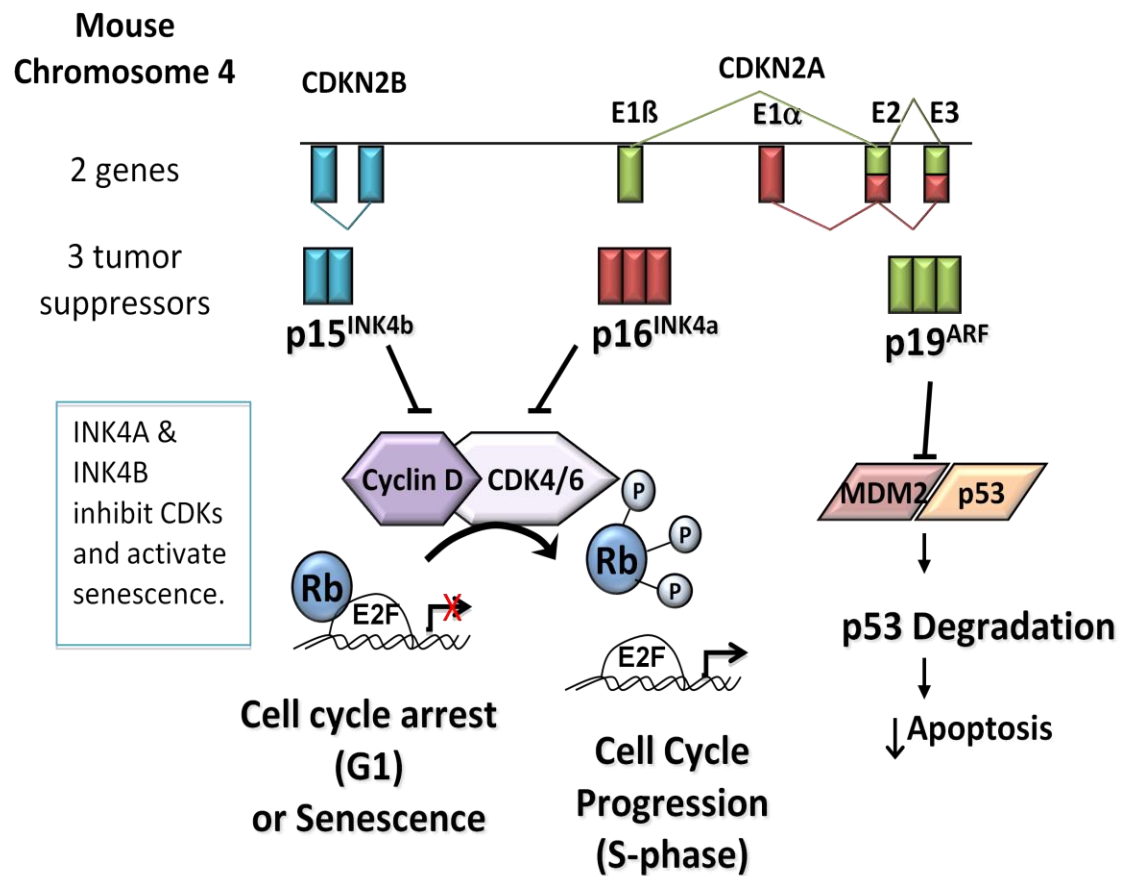 Mouse
Chromosome 4
CDKN2B
CDKN2A
E1ß
E1α
E2
E3
2 genes
3 tumor
suppressors
p15INK4b
p16INK4a
p19ARF
INK4A &
INK4B
inhibit CDKs
and activate
senescence.
Cyclin D
CDK4/6
MDM2
p53
P
P
P
Rb
Rb
E2F
X
E2F
p53 Degradation
↓Apoptosis
Cell cycle arrest
(G1)
or Senescence
Cell Cycle
Progression
(S-phase)